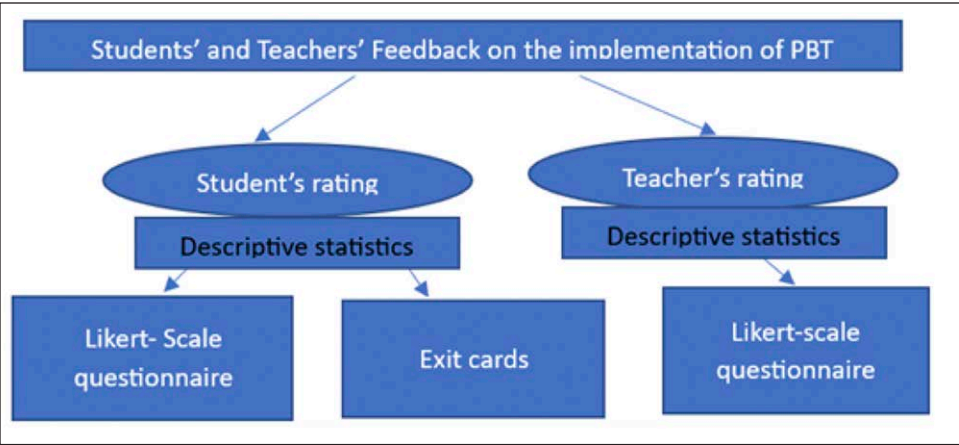 Students’ and Teachers’ Feedback on the implementation of PBT
Student’s rating
Teacher’s rating
Descriptive statistics
Descriptive statistics
Likert- Scale
questionnaire
Exit cards
Likert-scale
questionnaire